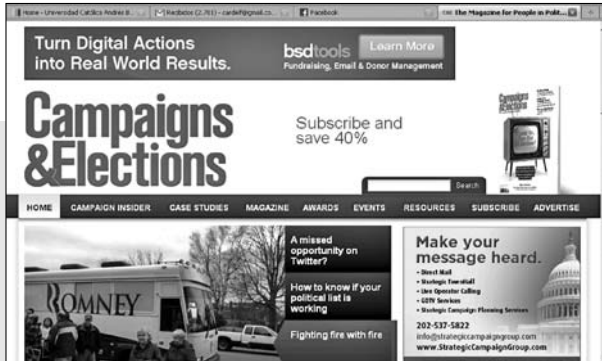 Home - Universidad Católica Andres B...
Recibidos (2.701) - cardelf@gmail.co...
Facebook
The Magazine for People in Polit...
Turn Digital Actions
into Real World Results.
bsdtools
Learn More
Fundraising, Email & Donor Management
Campaigns
&Elections
Subscribe and
save 40%
Campaigns
&Elections
Search
HOME CAMPAIGN INSIDER CASE STUDIES MAGAZINE AWARDS EVENTS RESOURCES SUBSCRIBE ADVERTISE
ROMNEY
A missed
opportunity on
Twitter?
How to know if your
political list is
working
Fighting fire with fire
Make your
message heard.
• Direct Mail
• Strategic TownHall
• Live Operator Calling
• GOTV Services
• Strategic Campaign Planning Services
202-537-5822
info@strategiccampaigngroup.com
www.StrategicCampaignGroup.com